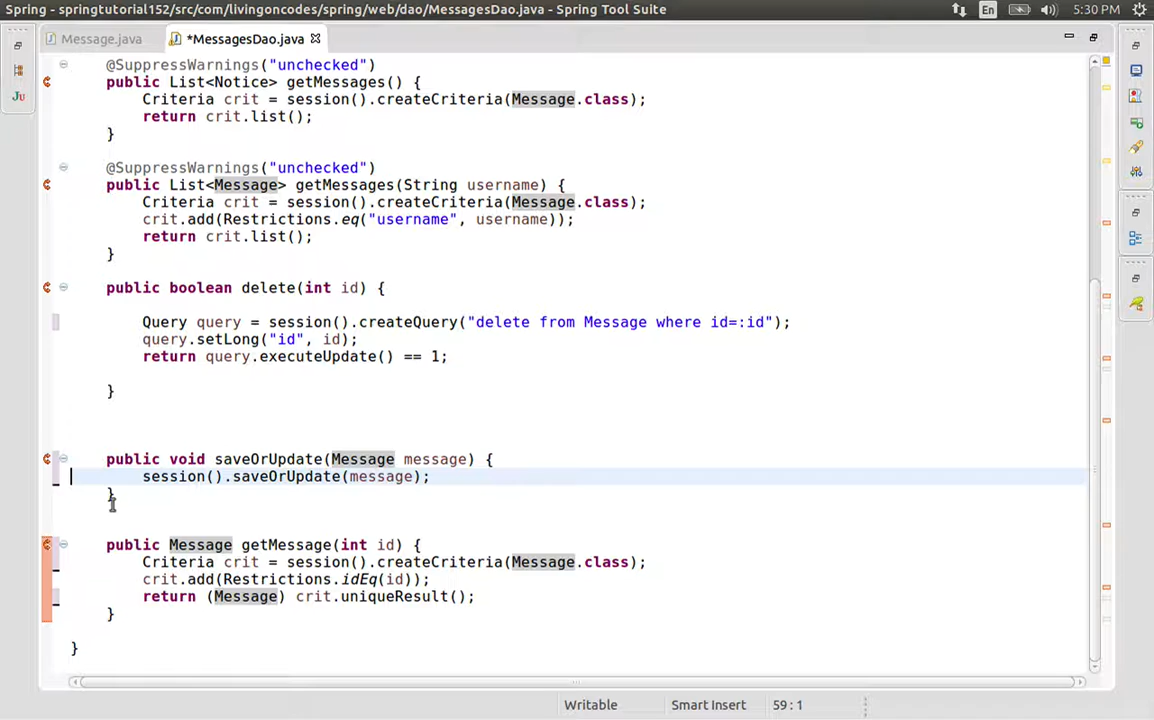 Spring - springtutorial152/src/com/livingoncodes/spring/web/dao/MessagesDao.java - Spring Tool Suite
En
5:30 PM
Message.java
*MessagesDao.java
@SuppressWarnings("unchecked")
public List<Notice> getMessages() {
Criteria crit = session().createCriteria(Message.class);
return crit.list();
}
@SuppressWarnings("unchecked")
public List<Message> getMessages(String username) {
Criteria crit = session().createCriteria(Message.class);
crit.add(Restrictions.eq("username", username));
return crit.list();
}
public boolean delete(int id) {
Query query = session().createQuery("delete from Message where id=:id");
query.setLong("id", id);
return query.executeUpdate() == 1;
}
public void saveOrUpdate(Message message) {
session().saveOrUpdate(message);
}
public Message getMessage(int id) {
Criteria crit = session().createCriteria(Message.class);
crit.add(Restrictions.idEq(id));
return (Message) crit.uniqueResult();
}
}
Writable
Smart Insert
59 : 1